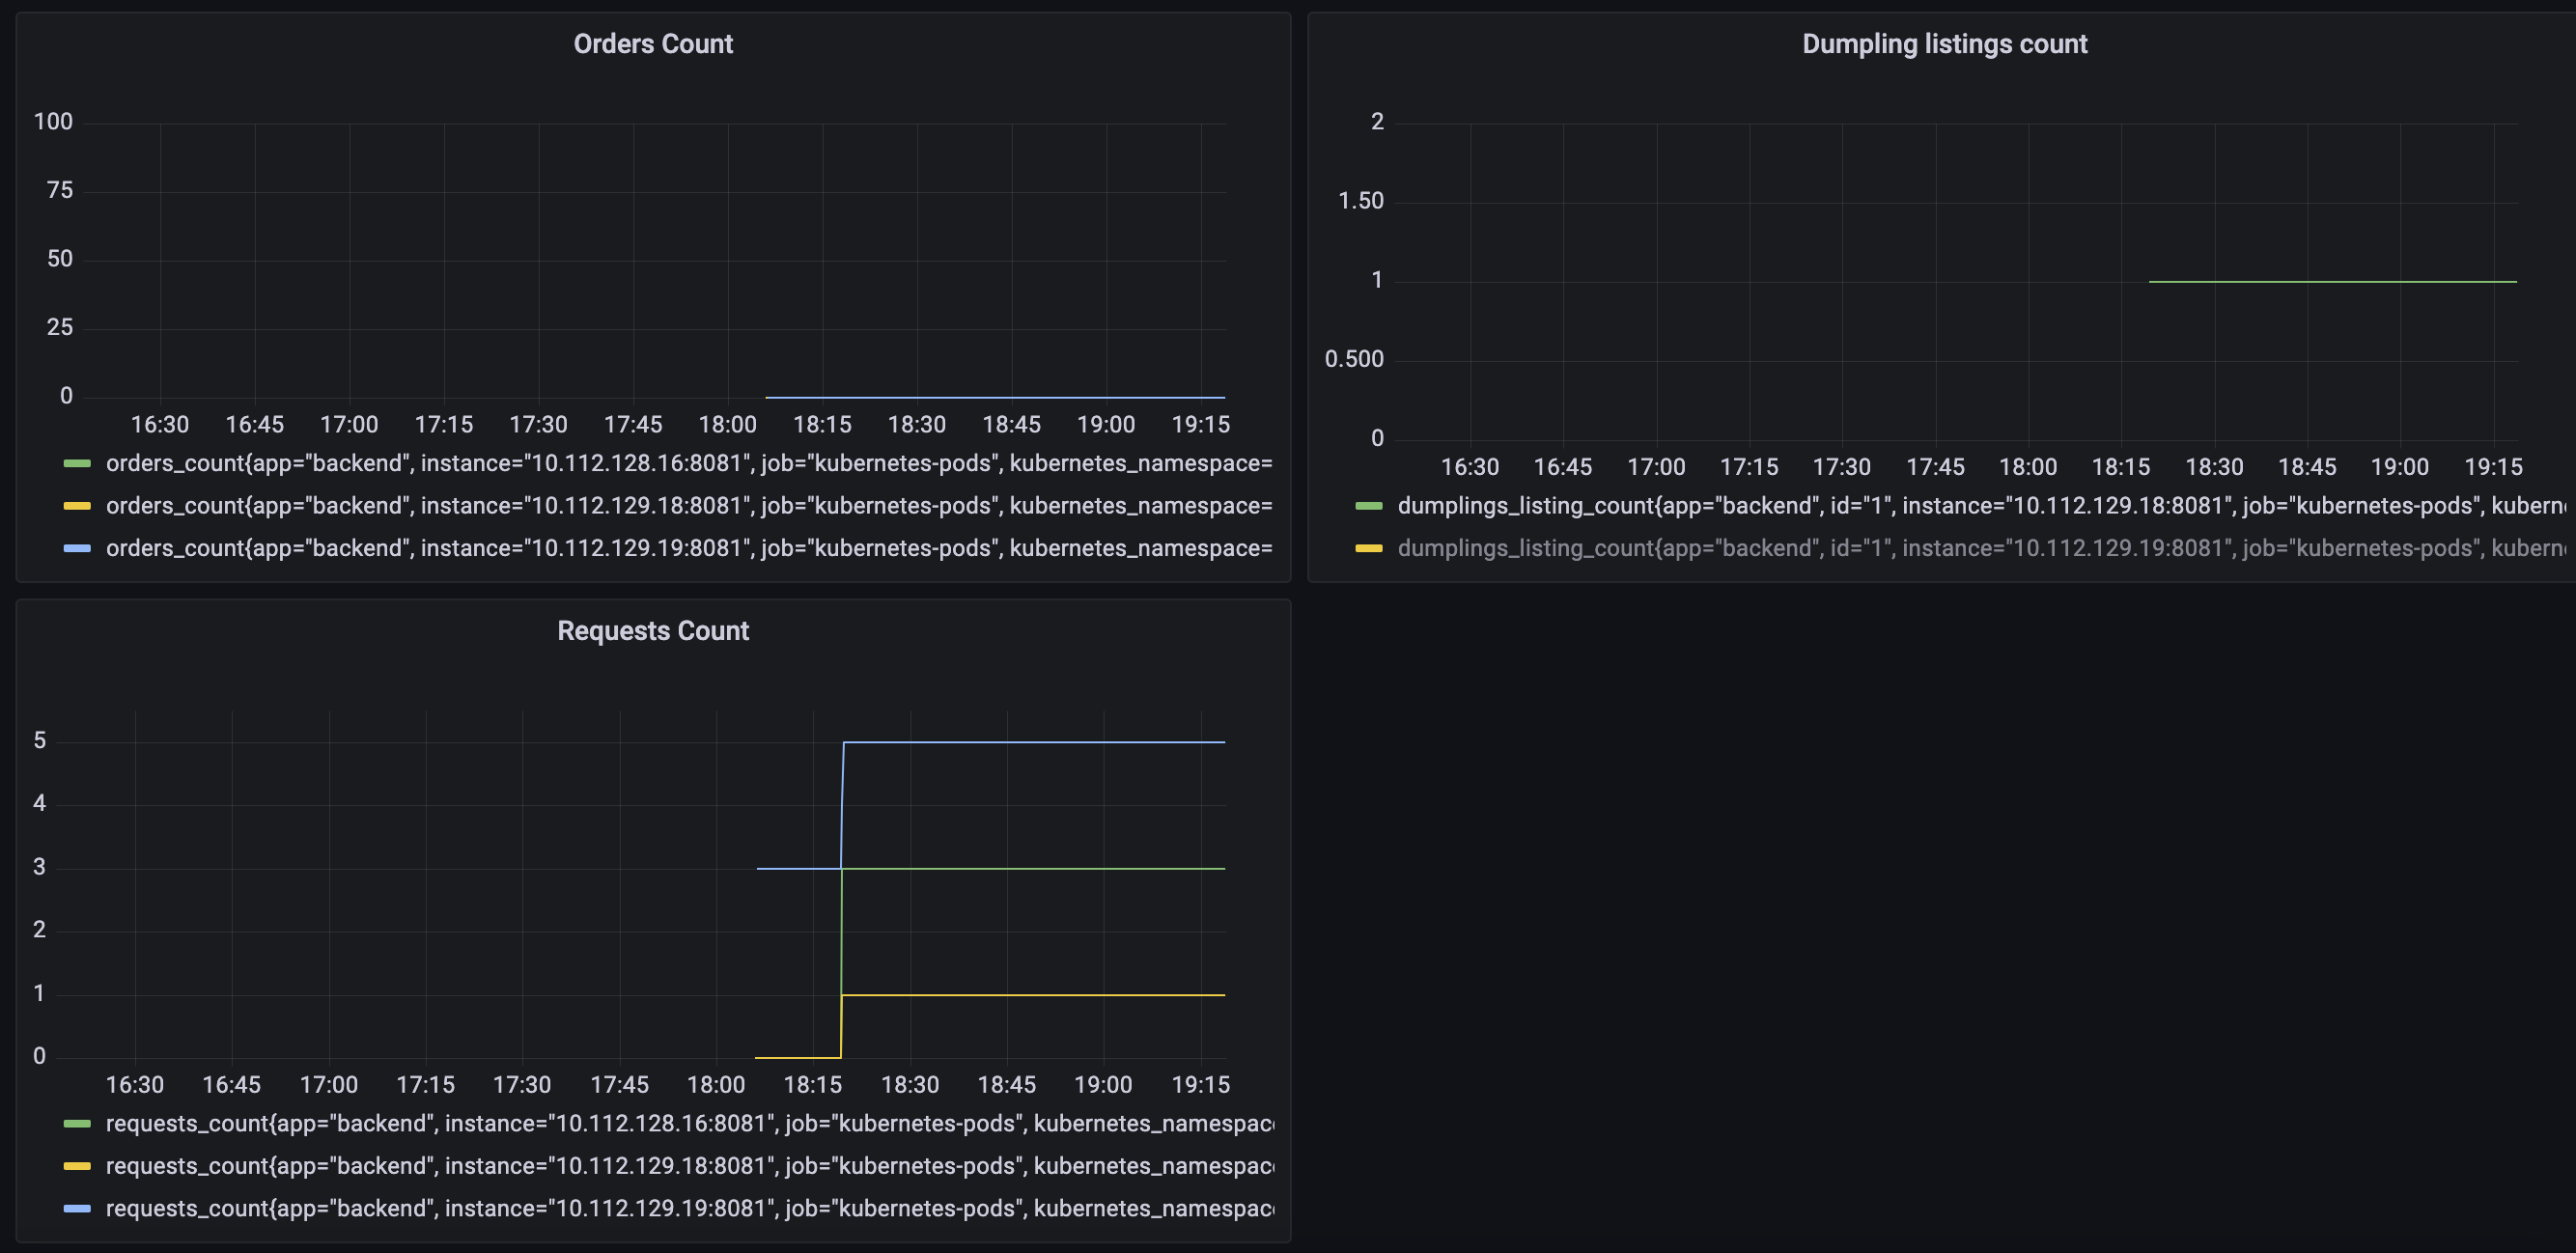 Orders Count
100
75
50
25
0
16:30 16:45 17:00 17:15 17:30 17:45 18:00 18:15 18:30 18:45 19:00 19:15
orders_count{app="backend", instance="10.112.128.16:8081", job="kubernetes-pods", kubernetes_namespace=
orders_count{app="backend", instance="10.112.129.18:8081", job="kubernetes-pods", kubernetes_namespace=
orders_count{app="backend", instance="10.112.129.19:8081", job="kubernetes-pods", kubernetes_namespace=
Dumpling listings count
2
1.50
1
0.500
0
16:30 16:45 17:00 17:15 17:30 17:45 18:00 18:15 18:30 18:45 19:00 19:15
dumplings_listing_count{app="backend", id="1", instance="10.112.129.18:8081", job="kubernetes-pods", kubern
dumplings_listing_count{app="backend", id="1", instance="10.112.129.19:8081", job="kubernetes-pods", kubern
Requests Count
5
4
3
2
1
0
16:30 16:45 17:00 17:15 17:30 17:45 18:00 18:15 18:30 18:45 19:00 19:15
requests_count{app="backend", instance="10.112.128.16:8081", job="kubernetes-pods", kubernetes_namespac
requests_count{app="backend", instance="10.112.129.18:8081", job="kubernetes-pods", kubernetes_namespac
requests_count{app="backend", instance="10.112.129.19:8081", job="kubernetes-pods", kubernetes_namespac